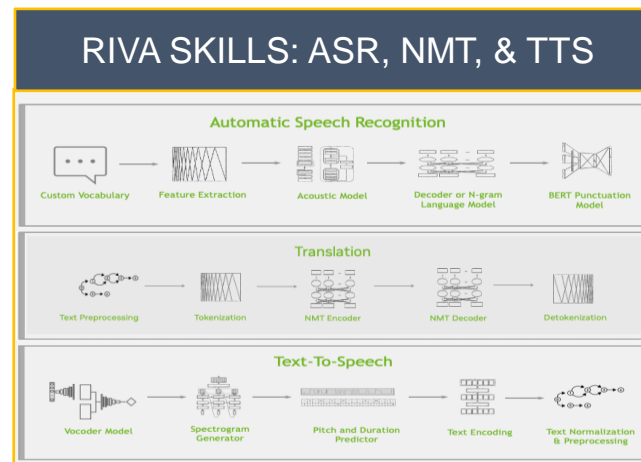 RIVA SKILLS: ASR, NMT, & TTS
Automatic Speech Recognition
Custom Vocabulary
Feature Extraction
Acoustic Model
Decoder or N-gram
Language Model
BERT Punctuation
Model
Translation
Text Preprocessing
Tokenization
NMT Encoder
NMT Decoder
Detokenization
Text-To-Speech
Vocoder Model
Spectrogram
Generator
Pitch and Duration
Predictor
Text Encoding
Text Normalization
& Preprocessing